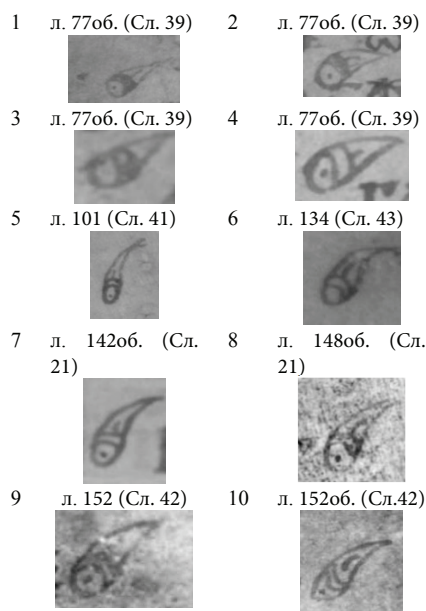 1 л. 77об. (Сл. 39) 2 л. 77об. (Сл. 39)
3 л. 77об. (Сл. 39) 4 л. 77об. (Сл. 39)
5 л. 101 (Сл. 41) 6 л. 134 (Сл. 43)
7 л. 142об. (Сл. 21) 8 л. 148об. (Сл. 21)
9 л. 152 (Сл. 42) 10 л. 152об. (Сл.42)